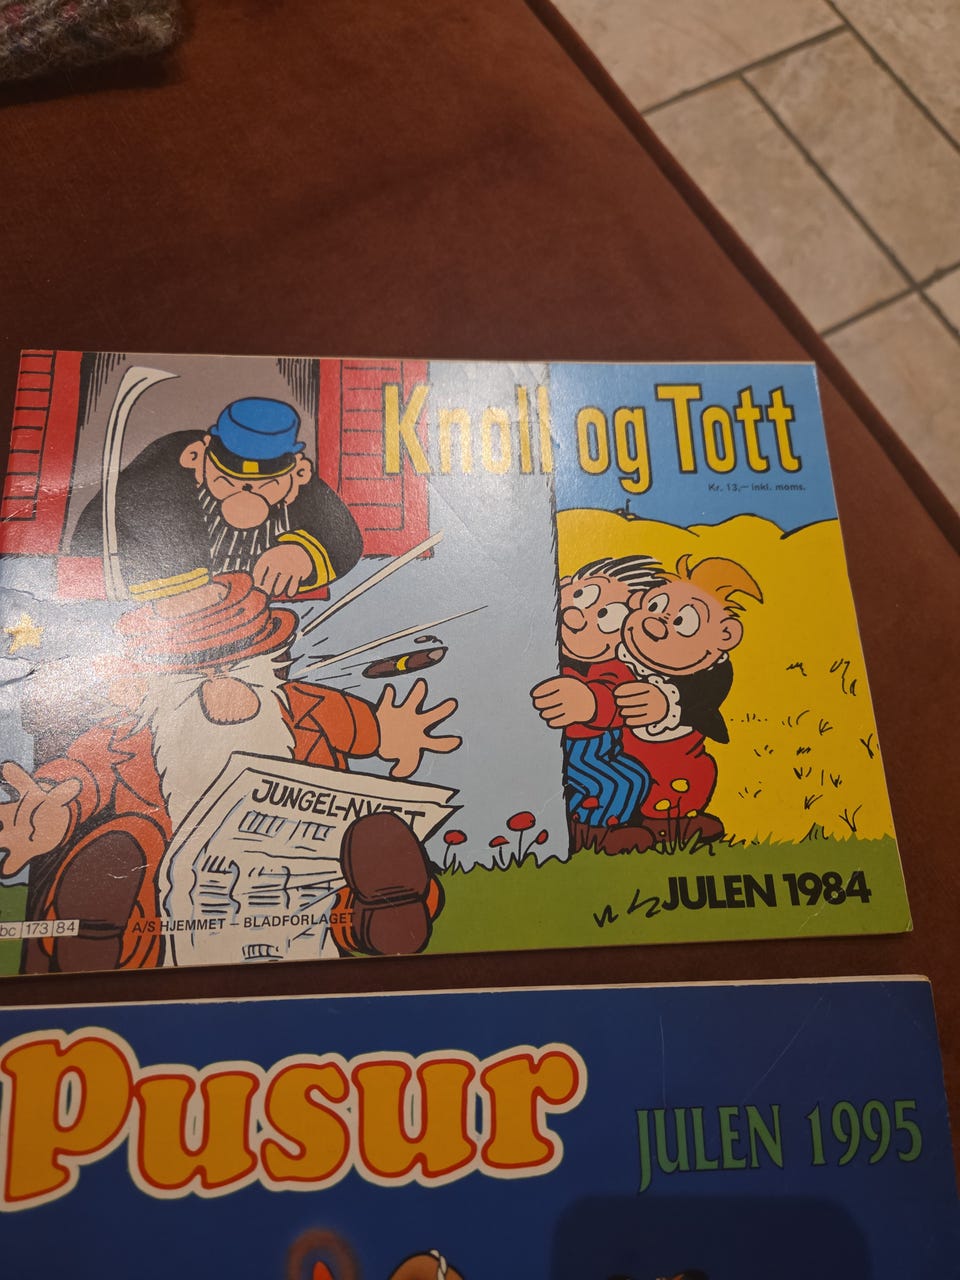 Knoll og Tott
Kr. 13,— inkl. moms.
JUNGEL-NYTT
JULEN 1984
bc 173 84
A/S HJEMMET – BLADFORLAGET
Pusur
JULEN 1995